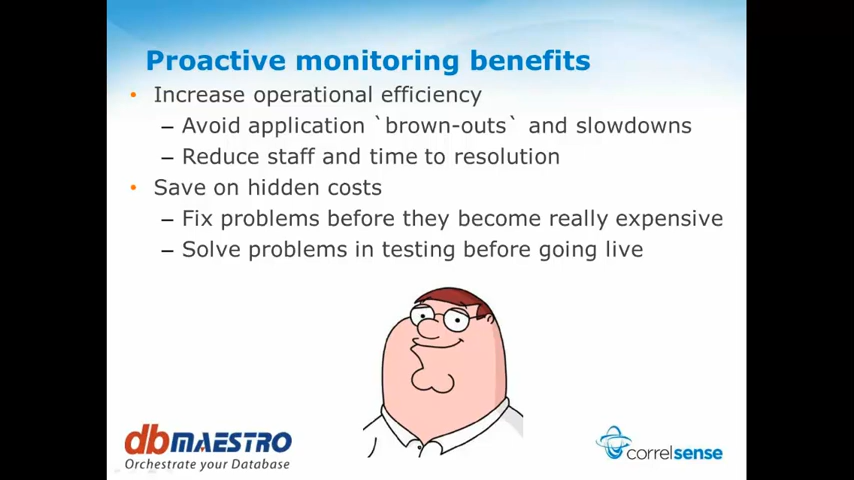 Proactive monitoring benefits
• Increase operational efficiency
– Avoid application `brown-outs` and slowdowns
– Reduce staff and time to resolution
• Save on hidden costs
– Fix problems before they become really expensive
– Solve problems in testing before going live
dbMAESTRO
Orchestrate your Database
correlsense